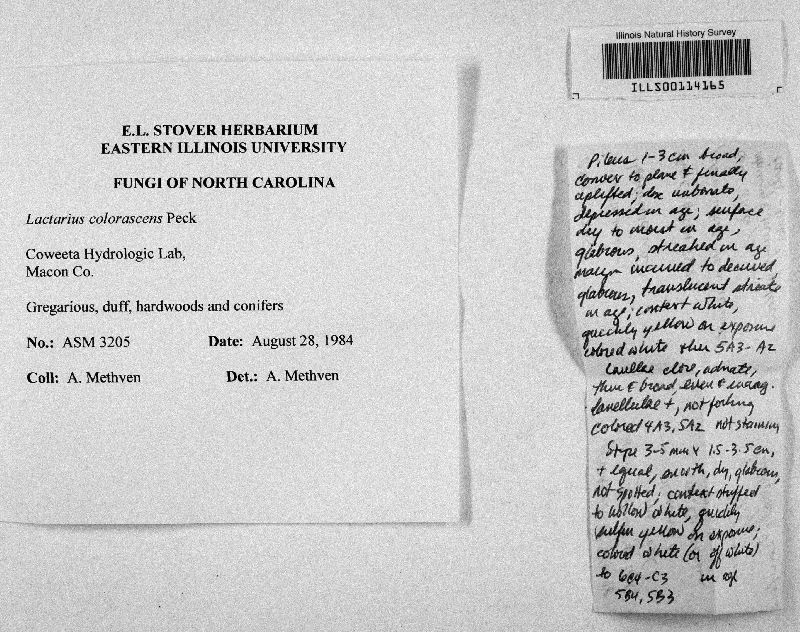 E.L. STOVER HERBARIUM
EASTERN ILLINOIS UNIVERSITY
FUNGI OF NORTH CAROLINA
Lactarius colorascens Peck
Coweeta Hydrologic Lab,
Macon Co.
Gregarious, duff, hardwoods and conifers
No.: ASM 3205 Date: August 28, 1984
Coll: A. Methven Det.: A. Methven
Illinois Natural History Survey
ILLS00114165
Pileus 1-3 cm broad,
convex to plane & finally
uplifted; disc umbonate,
depressed in age; surface
dry to moist in age,
glabrous, streaked in age
margin incurved to decurved,
glabrous, translucent striate
in age; context white,
quickly yellow on exposure
colored white then 5A3-A2
Lamellae close, adnate,
thin & broad, even &
lamellulae +, not forking
colored 4A3, 5A2 not staining
Stipe 3-5 mm x 1.5-3.5 cm,
± equal, smooth, dry, glabrous,
not spotted; context stuffed
to hollow white, quickly
sulfur yellow on exposure;
colored white (or off white)
to 6B4-C3 in age
5B4, 5B3